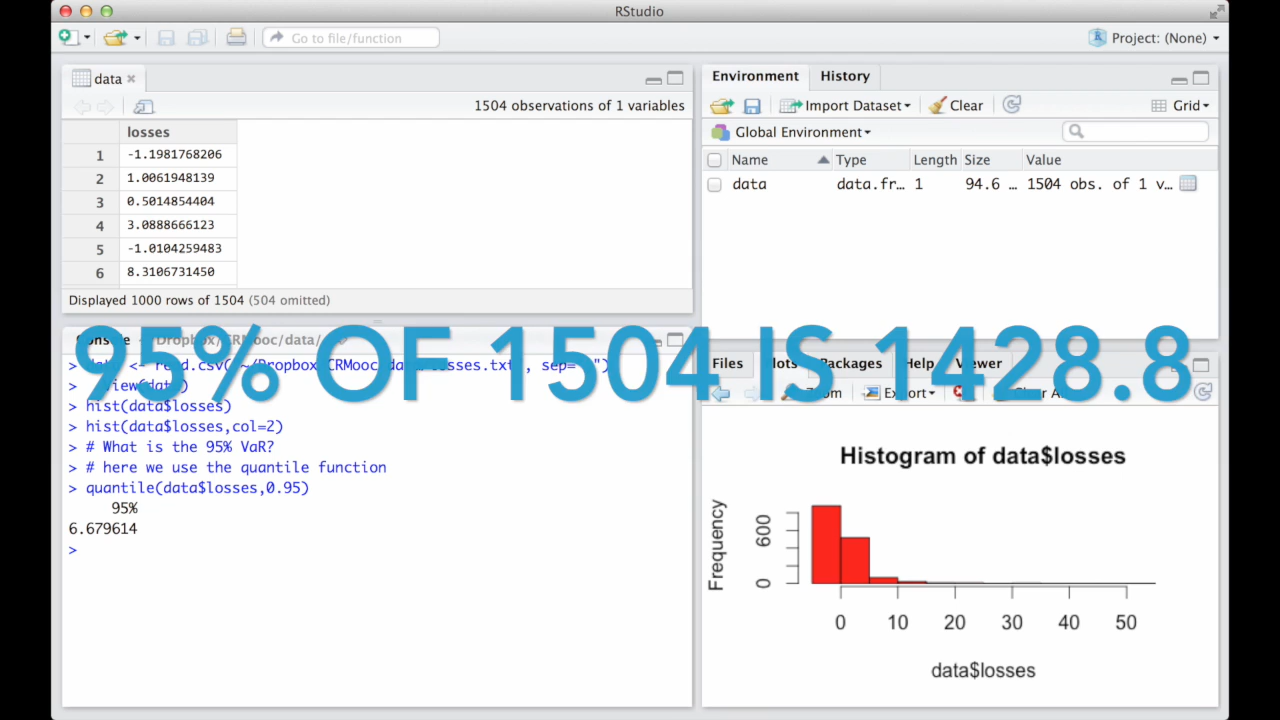 RStudio
Go to file/function
Project: (None)
data
1504 observations of 1 variables
losses
1 -1.1981768206
2 1.0061948139
3 0.5014854404
4 3.0888666123
5 -1.0104259483
6 8.3106731450
Displayed 1000 rows of 1504 (504 omitted)
Environment History
Import Dataset Clear Grid
Global Environment
Name Type Length Size Value
data data.fr… 1 94.6 … 1504 obs. of 1 v…
95% OF 1504 IS 1428.8
Console
> hist(data$losses)
> hist(data$losses,col=2)
> # What is the 95% VaR?
> # here we use the quantile function
> quantile(data$losses,0.95)
95%
6.679614
>
Files Plots Packages Help Viewer
Zoom Export Clear All
Histogram of data$losses
Frequency
600
0
0 10 20 30 40 50
data$losses